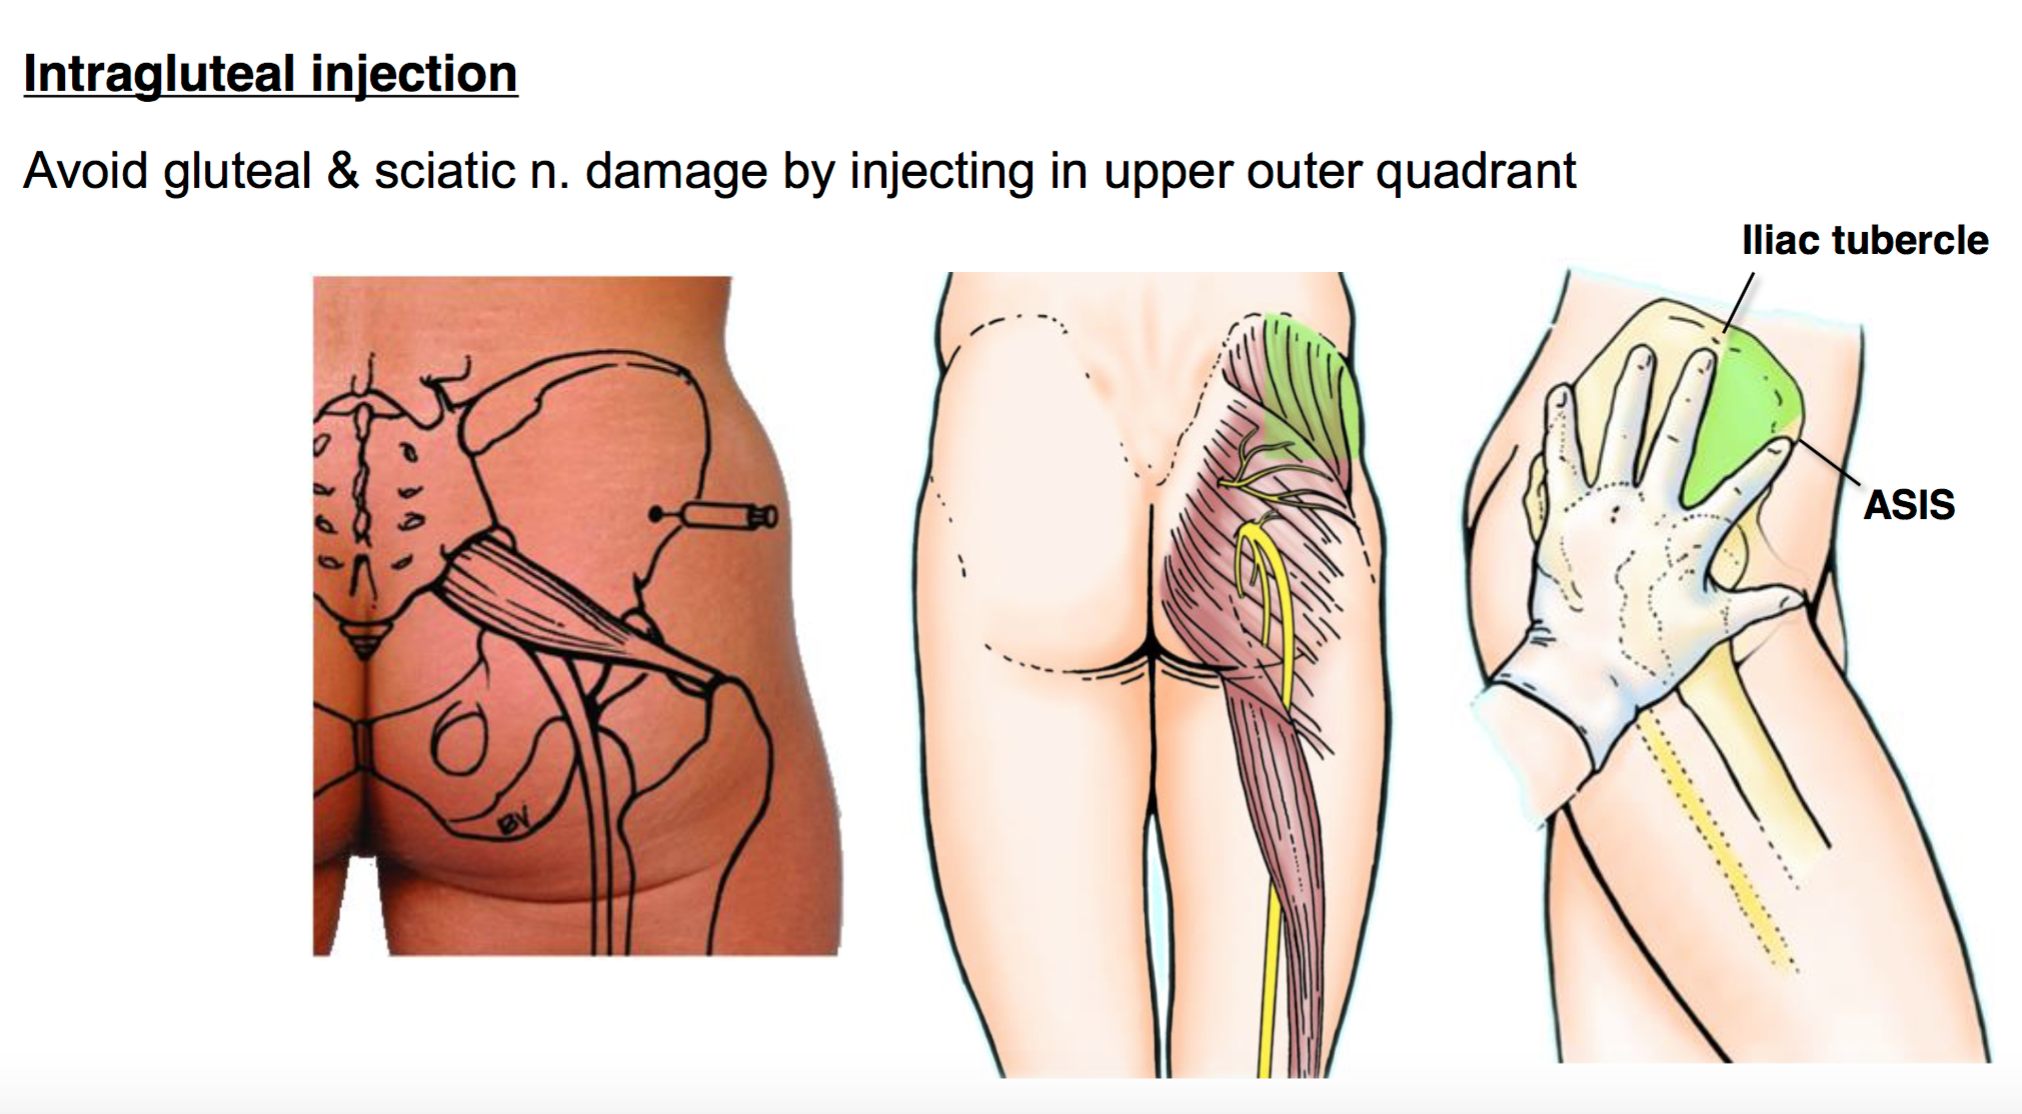 Intragluteal injection
Avoid gluteal & sciatic n. damage by injecting in upper outer quadrant
Iliac tubercle
ASIS
BV